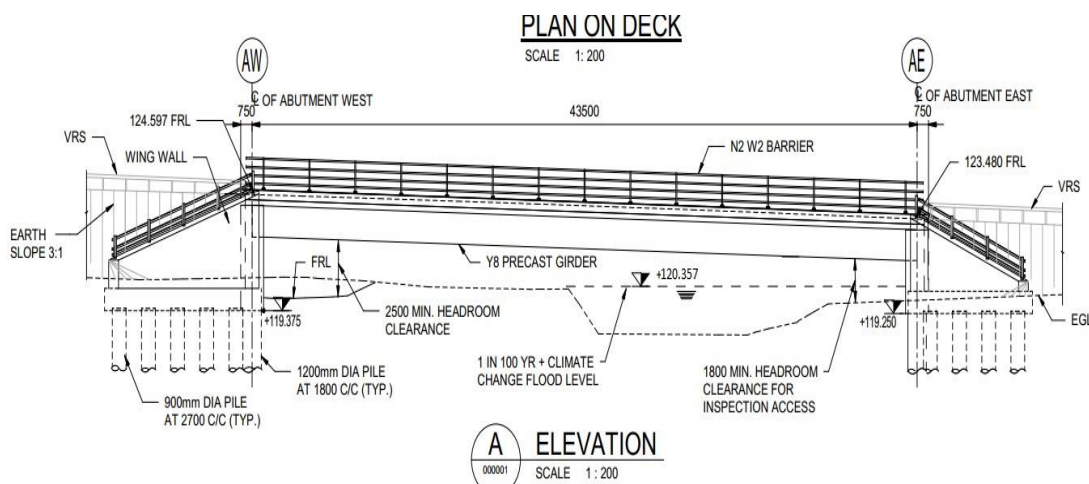 PLAN ON DECK
SCALE 1: 200
AW
AE
℄ OF ABUTMENT WEST
℄ OF ABUTMENT EAST
750
43500
750
124.597 FRL
VRS
WING WALL
N2 W2 BARRIER
123.480 FRL
VRS
EARTH
SLOPE 3:1
FRL
Y8 PRECAST GIRDER
+120.357
+119.375
2500 MIN. HEADROOM
CLEARANCE
+119.250
EGL
1200mm DIA PILE
AT 1800 C/C (TYP.)
1 IN 100 YR + CLIMATE
CHANGE FLOOD LEVEL
1800 MIN. HEADROOM
CLEARANCE FOR
INSPECTION ACCESS
900mm DIA PILE
AT 2700 C/C (TYP.)
A
000001
ELEVATION
SCALE 1 : 200